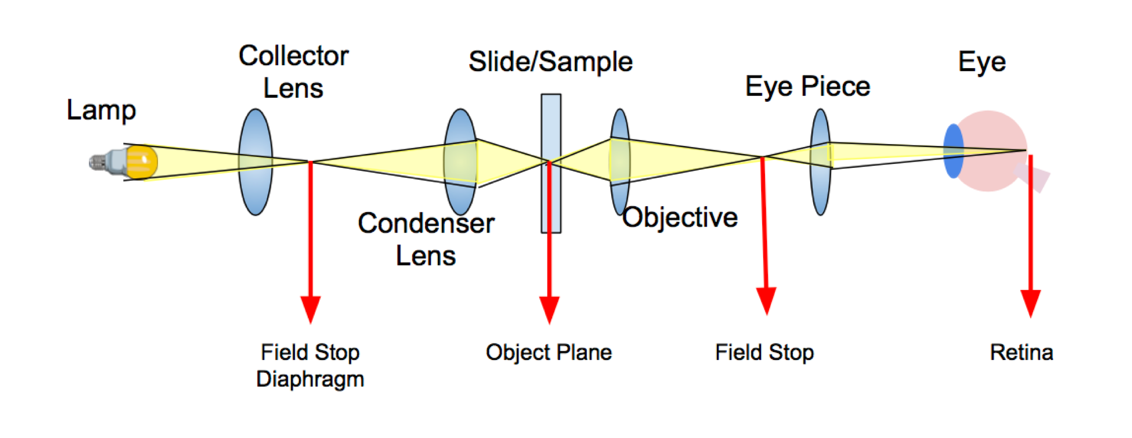 Lamp
Collector
Lens
Condenser
Lens
Slide/Sample
Objective
Eye Piece
Eye
Field Stop
Diaphragm
Object Plane
Field Stop
Retina